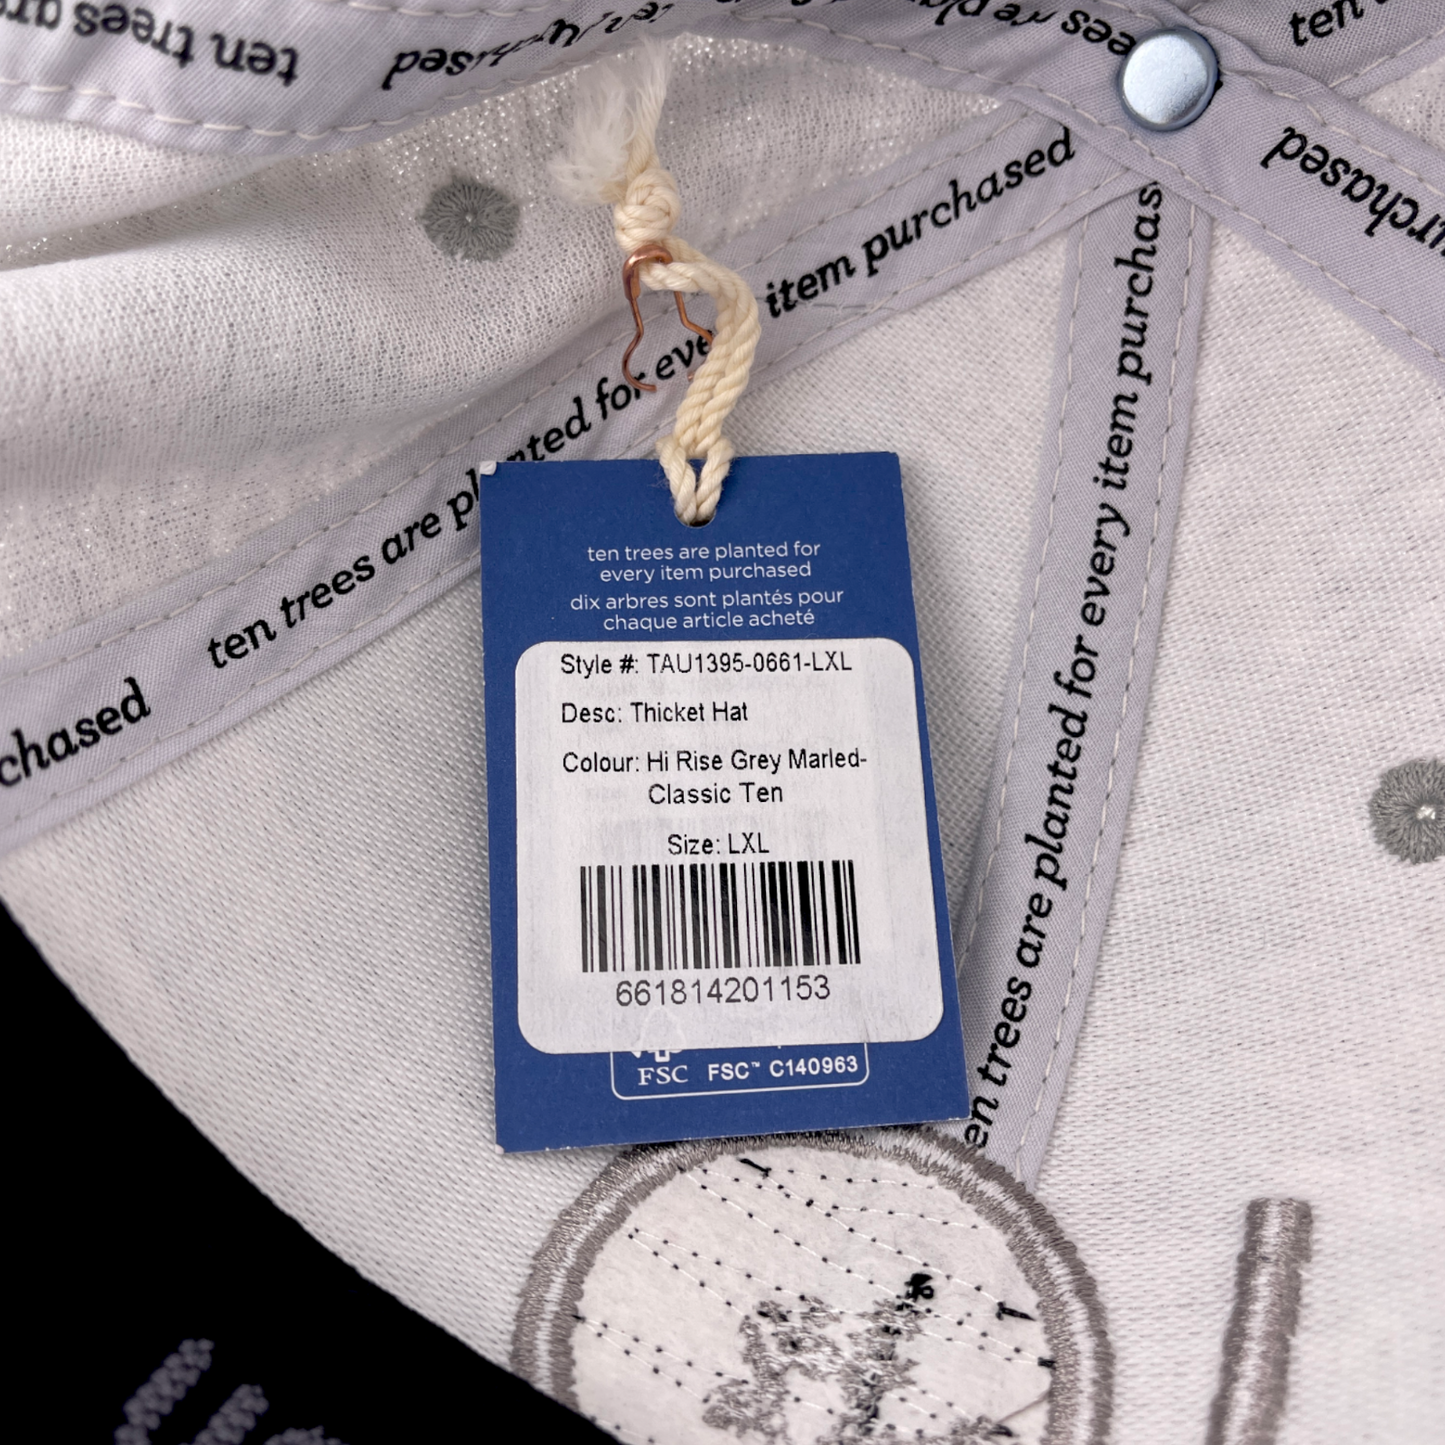 ten trees are
purchased
trees
ten
purchased
ten trees are planted for every item purchased
chased
ten trees are planted for every item
ten trees are planted for
every item purchased
dix arbres sont plantés pour
chaque article acheté
Style #: TAU1395-0661-LXL
Desc: Thicket Hat
Colour: Hi Rise Grey Marled-
Classic Ten
Size: LXL
661814201153
FSC FSC™ C140963